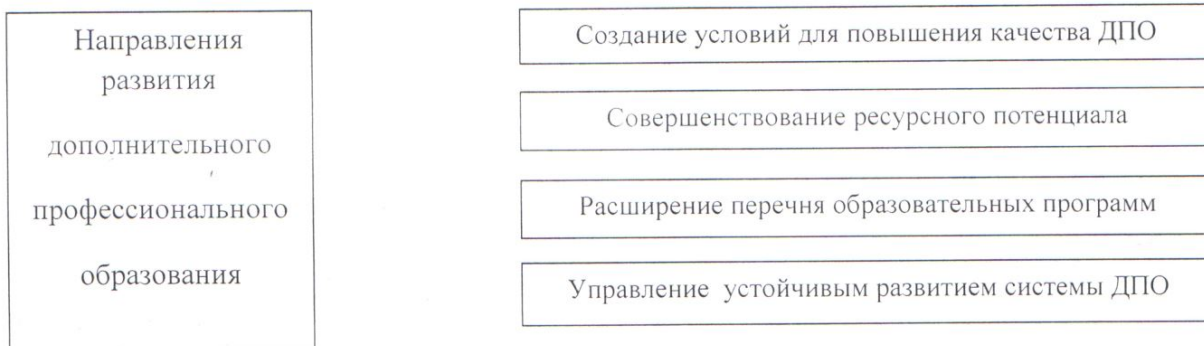 Направления
развития
дополнительного
профессионального
образования
Создание условий для повышения качества ДПО
Совершенствование ресурсного потенциала
Расширение перечня образовательных программ
Управление устойчивым развитием системы ДПО